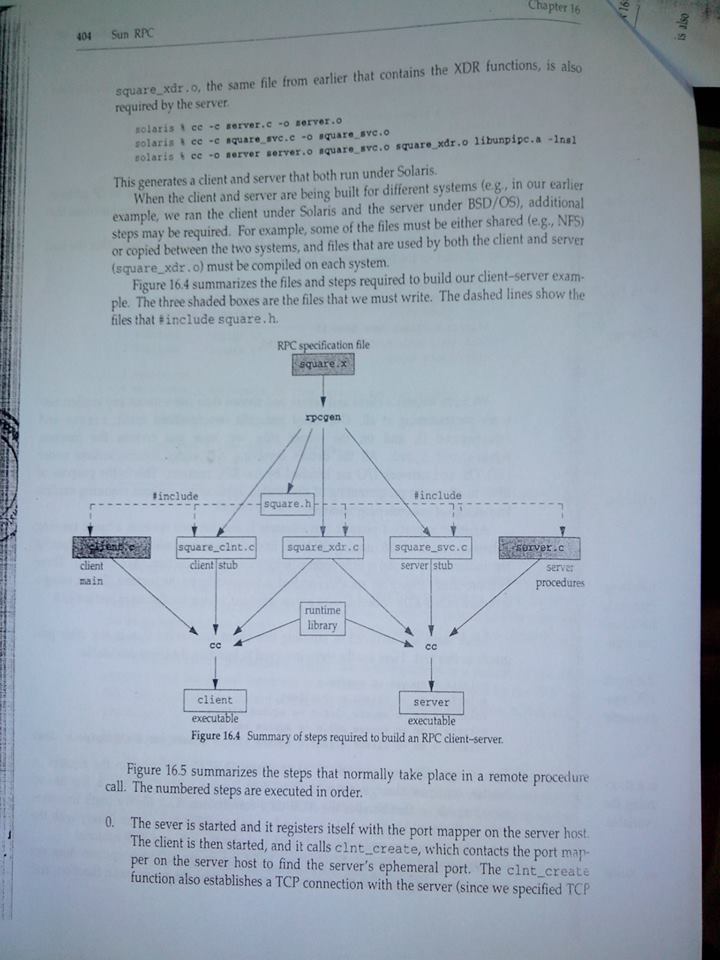 Chapter 16
404 Sun RPC
is also
square_xdr.o, the same file from earlier that contains the XDR functions, is also
required by the server.
solaris % cc -c server.c -o server.o
solaris % cc -c square_svc.c -o square_svc.o
solaris % cc -o server server.o square_svc.o square_xdr.o libunpipc.a -lnsl
This generates a client and server that both run under Solaris.
When the client and server are being built for different systems (e.g., in our earlier
example, we ran the client under Solaris and the server under BSD/OS), additional
steps may be required. For example, some of the files must be either shared (e.g., NFS)
or copied between the two systems, and files that are used by both the client and server
(square_xdr.o) must be compiled on each system.
Figure 16.4 summarizes the files and steps required to build our client–server exam-
ple. The three shaded boxes are the files that we must write. The dashed lines show the
files that #include square.h.
RPC specification file
square.x
rpcgen
#include
square.h
#include
client.c
square_clnt.c
square_xdr.c
square_svc.c
server.c
client
main
client stub
server stub
server
procedures
runtime
library
cc
cc
client
executable
server
executable
Figure 16.4 Summary of steps required to build an RPC client–server.
Figure 16.5 summarizes the steps that normally take place in a remote procedure
call. The numbered steps are executed in order.
0. The sever is started and it registers itself with the port mapper on the server host.
The client is then started, and it calls clnt_create, which contacts the port map-
per on the server host to find the server's ephemeral port. The clnt_create
function also establishes a TCP connection with the server (since we specified TCP